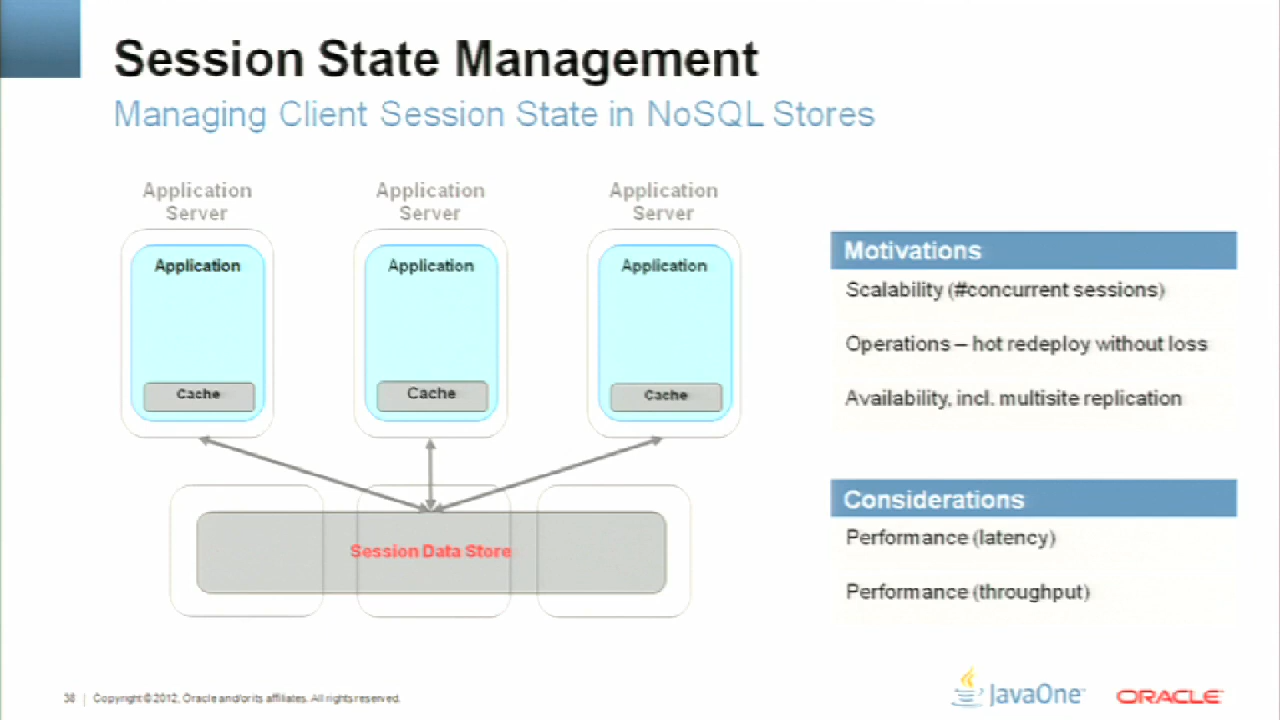 Session State Management
Managing Client Session State in NoSQL Stores
Application
Server
Application
Server
Application
Server
Application
Application
Application
Cache
Cache
Cache
Session Data Store
Motivations
Scalability (#concurrent sessions)
Operations – hot redeploy without loss
Availability, incl. multisite replication
Considerations
Performance (latency)
Performance (throughput)
38 | Copyright © 2012, Oracle and/or its affiliates. All rights reserved.
JavaOne™
ORACLE